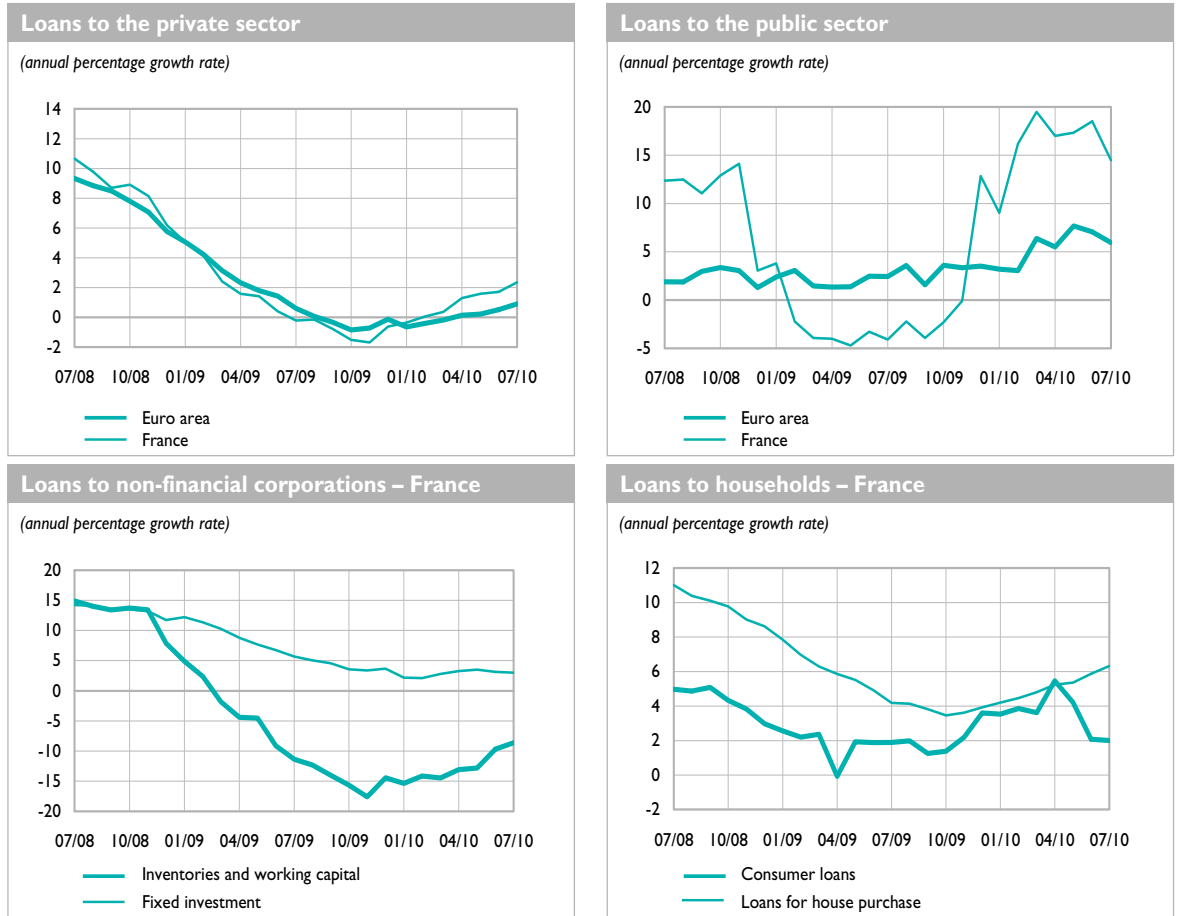 Loans to the private sector
(annual percentage growth rate)
14
12
10
8
6
4
2
0
-2
07/08 10/08 01/09 04/09 07/09 10/09 01/10 04/10 07/10
Euro area
France
Loans to the public sector
(annual percentage growth rate)
20
15
10
5
0
-5
07/08 10/08 01/09 04/09 07/09 10/09 01/10 04/10 07/10
Euro area
France
Loans to non-financial corporations – France
(annual percentage growth rate)
20
15
10
5
0
-5
-10
-15
-20
07/08 10/08 01/09 04/09 07/09 10/09 01/10 04/10 07/10
Inventories and working capital
Fixed investment
Loans to households – France
(annual percentage growth rate)
12
10
8
6
4
2
0
-2
07/08 10/08 01/09 04/09 07/09 10/09 01/10 04/10 07/10
Consumer loans
Loans for house purchase